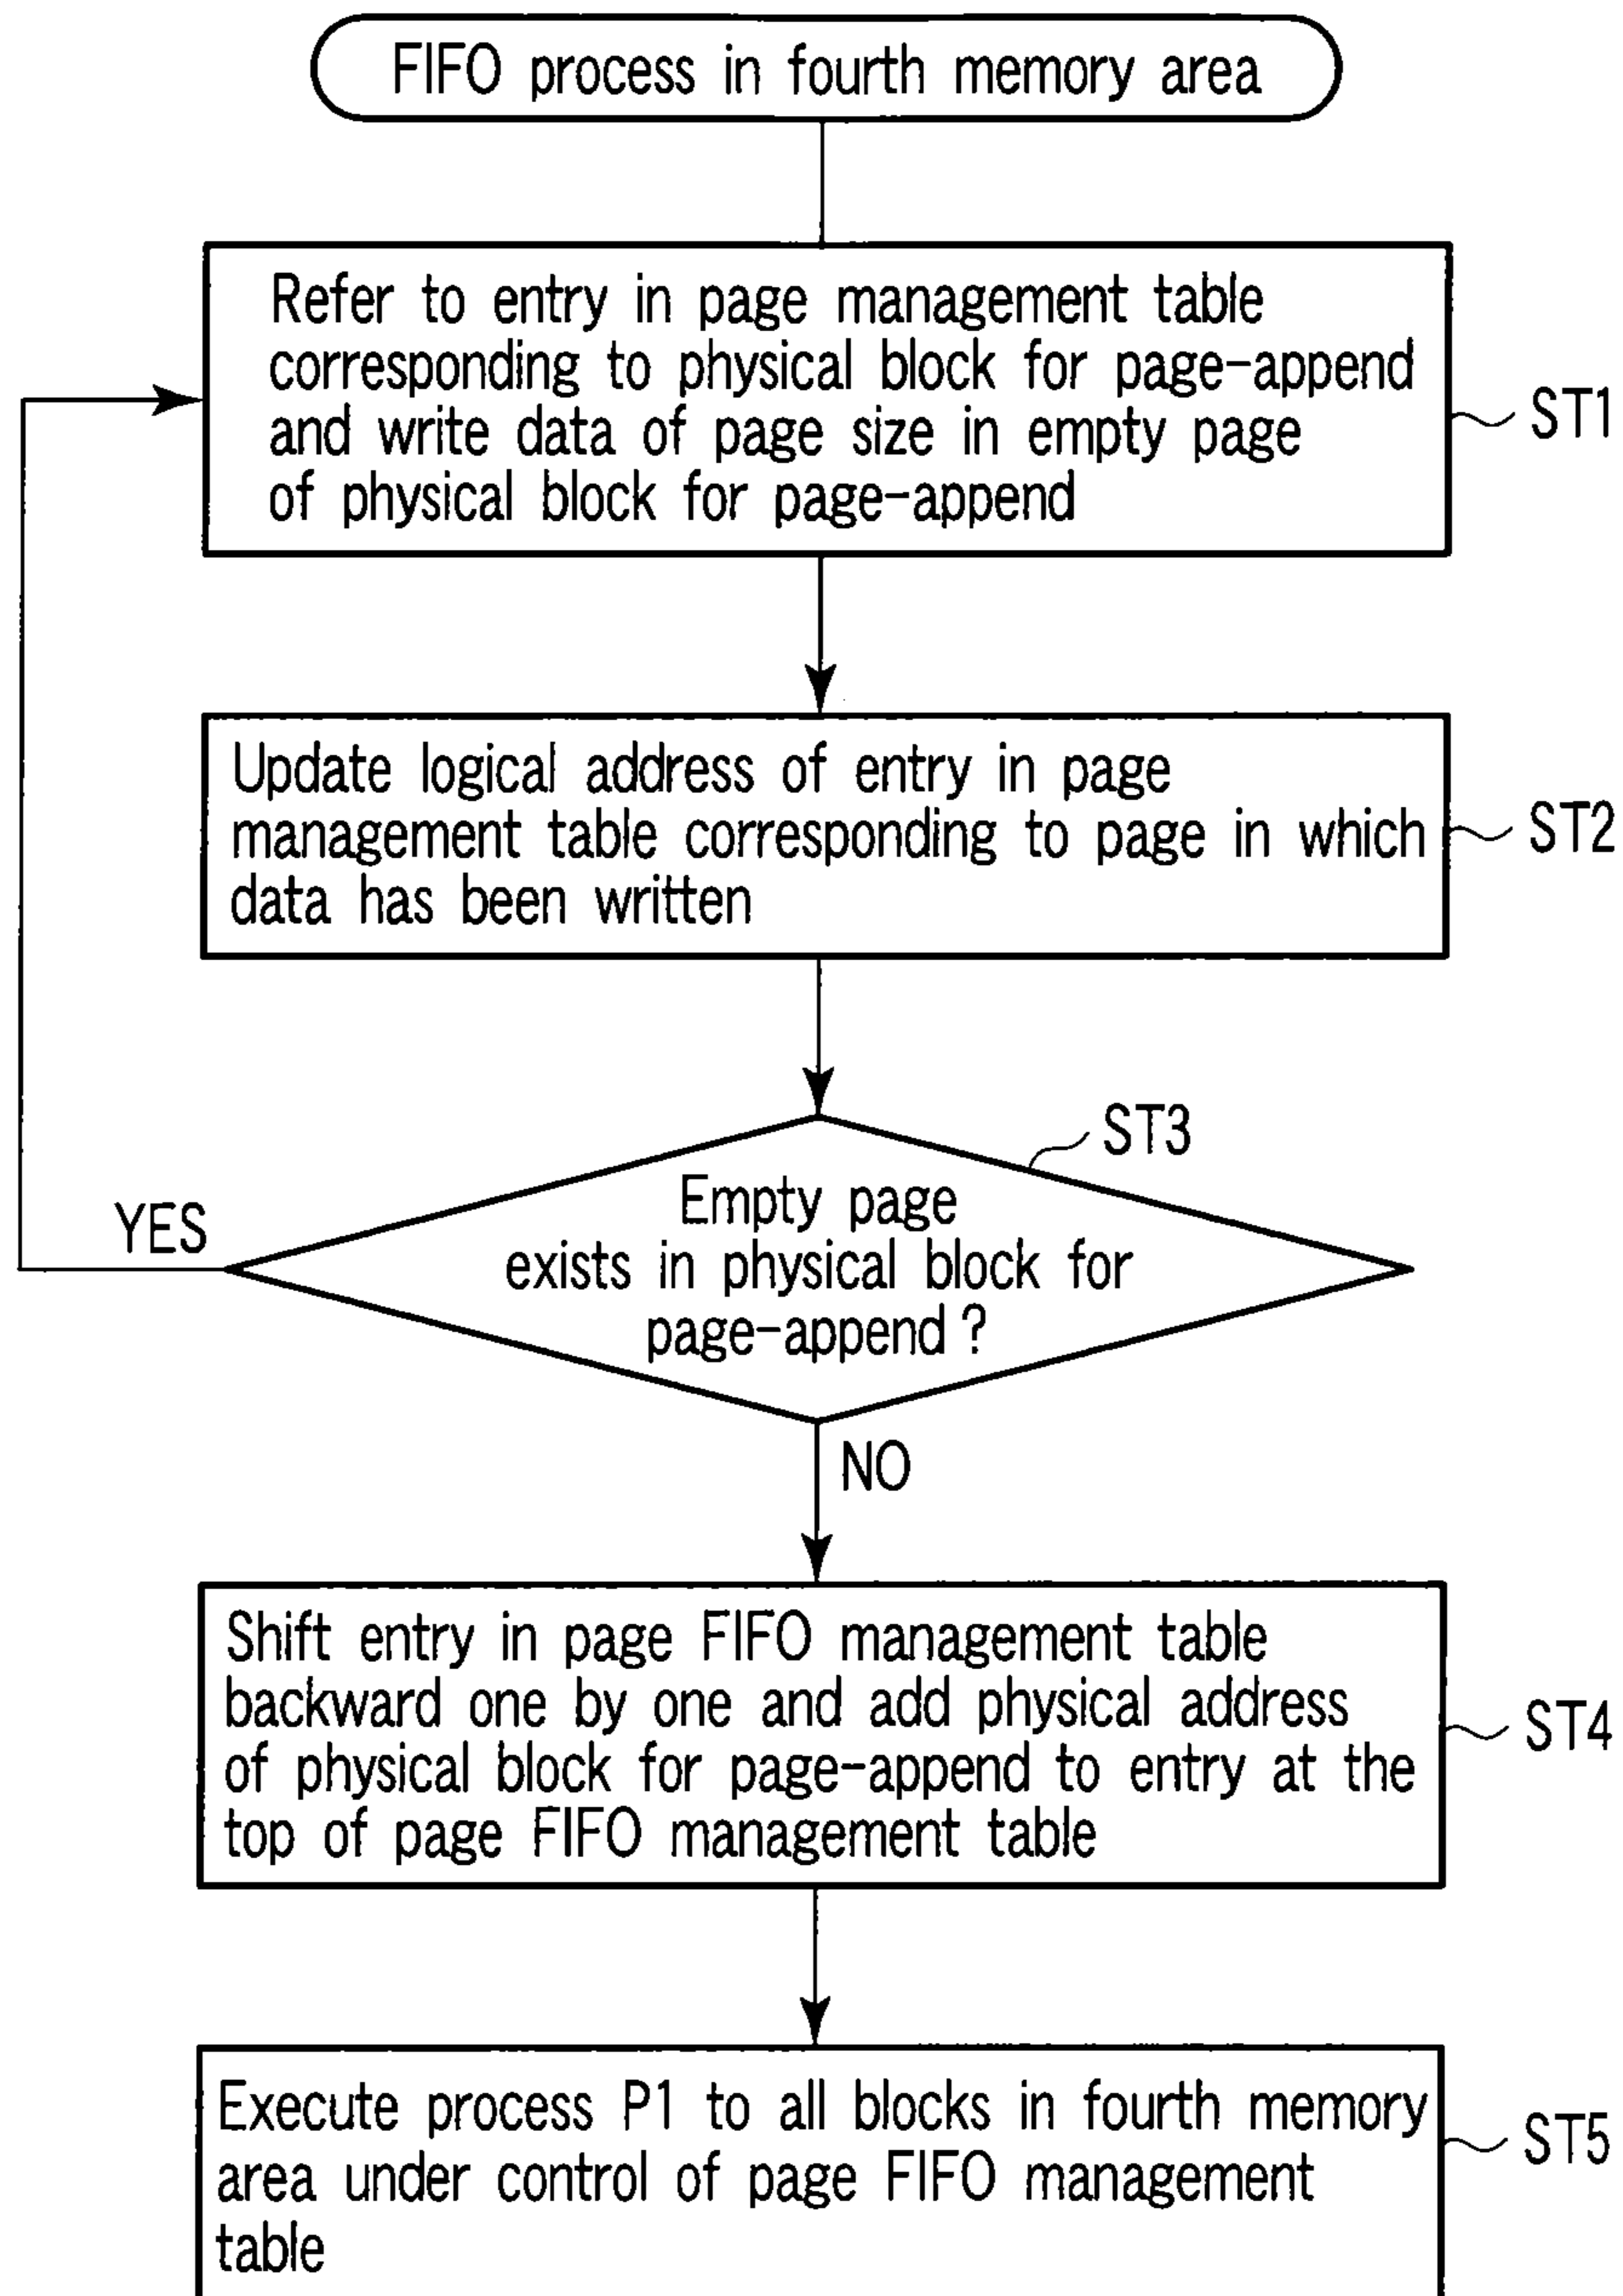 FIFO process in fourth memory area
Refer to entry in page management table
corresponding to physical block for page-append
and write data of page size in empty page
of physical block for page-append
ST1
Update logical address of entry in page
management table corresponding to page in which
data has been written
ST2
ST3
Empty page
exists in physical block for
page-append ?
YES
NO
Shift entry in page FIFO management table
backward one by one and add physical address
of physical block for page-append to entry at the
top of page FIFO management table
ST4
Execute process P1 to all blocks in fourth memory
area under control of page FIFO management
table
ST5